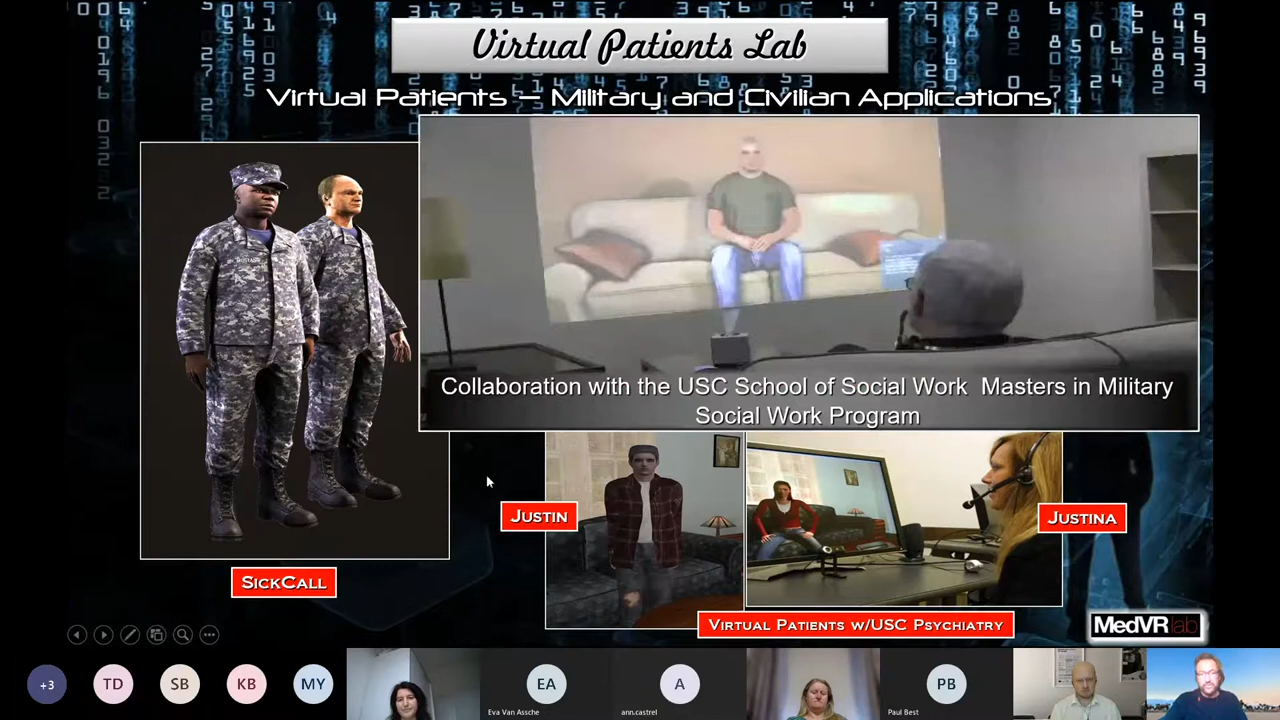 Virtual Patients Lab
Virtual Patients – Military and Civilian Applications
Collaboration with the USC School of Social Work Masters in Military
Social Work Program
Justin
Justina
SickCall
Virtual Patients w/USC Psychiatry
MedVRlab
+3
TD
SB
KB
MY
EA
A
PB
Eva Van Assche
ann.castrel
Paul Best